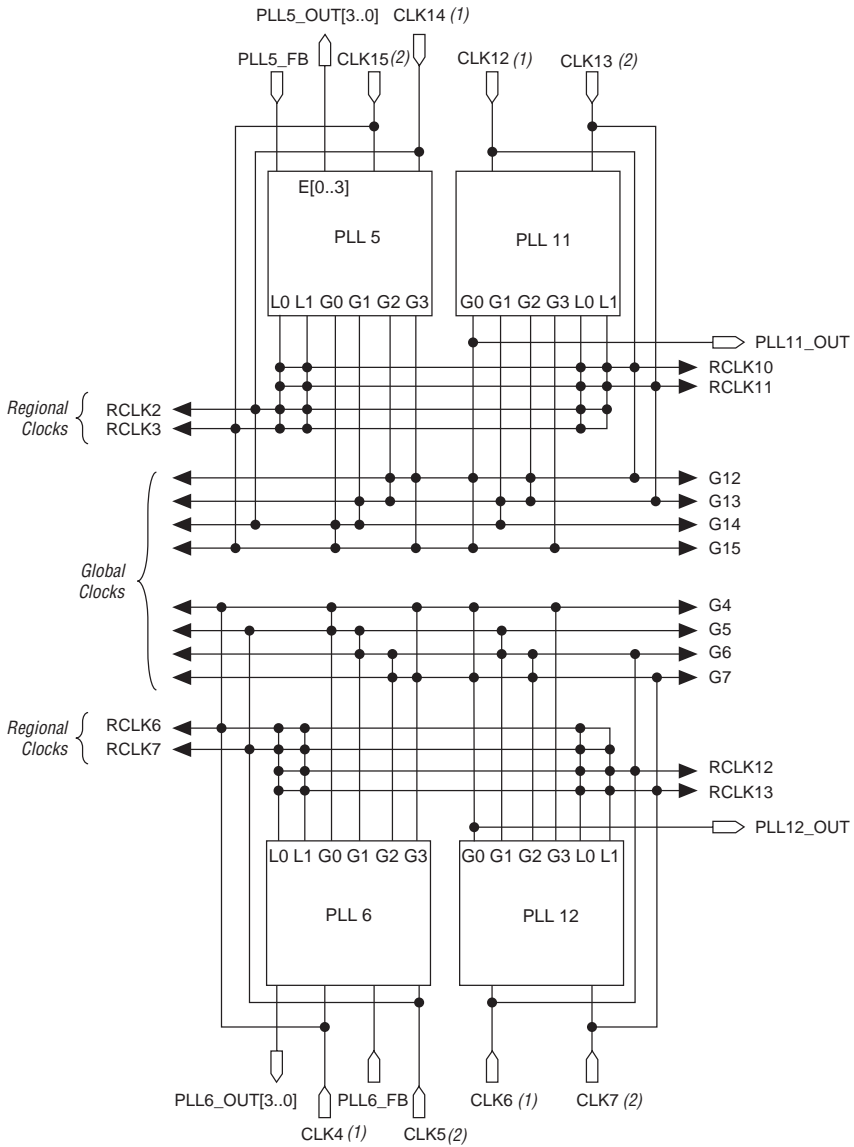 PLL5_OUT[3..0] CLK14 (1)
PLL5_FB CLK15 (2) CLK12 (1) CLK13 (2)
E[0..3]
PLL 5 PLL 11
L0 L1 G0 G1 G2 G3 G0 G1 G2 G3 L0 L1
PLL11_OUT
RCLK10
RCLK11
Regional Clocks
RCLK2
RCLK3
G12
G13
G14
G15
Global
Clocks
G4
G5
G6
G7
Regional
Clocks
RCLK6
RCLK7
RCLK12
RCLK13
PLL12_OUT
L0 L1 G0 G1 G2 G3 G0 G1 G2 G3 L0 L1
PLL 6 PLL 12
PLL6_OUT[3..0] PLL6_FB CLK6 (1) CLK7 (2)
CLK4 (1) CLK5 (2)